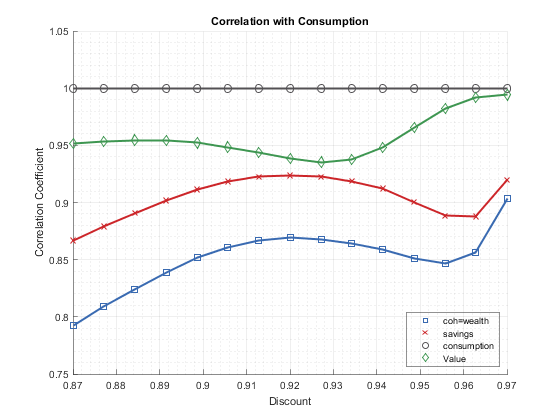 Correlation with Consumption
1.05
1
0.95
0.9
0.85
0.8
0.75
Correlation Coefficient
coh=wealth
savings
consumption
Value
0.87 0.88 0.89 0.9 0.91 0.92 0.93 0.94 0.95 0.96 0.97
Discount